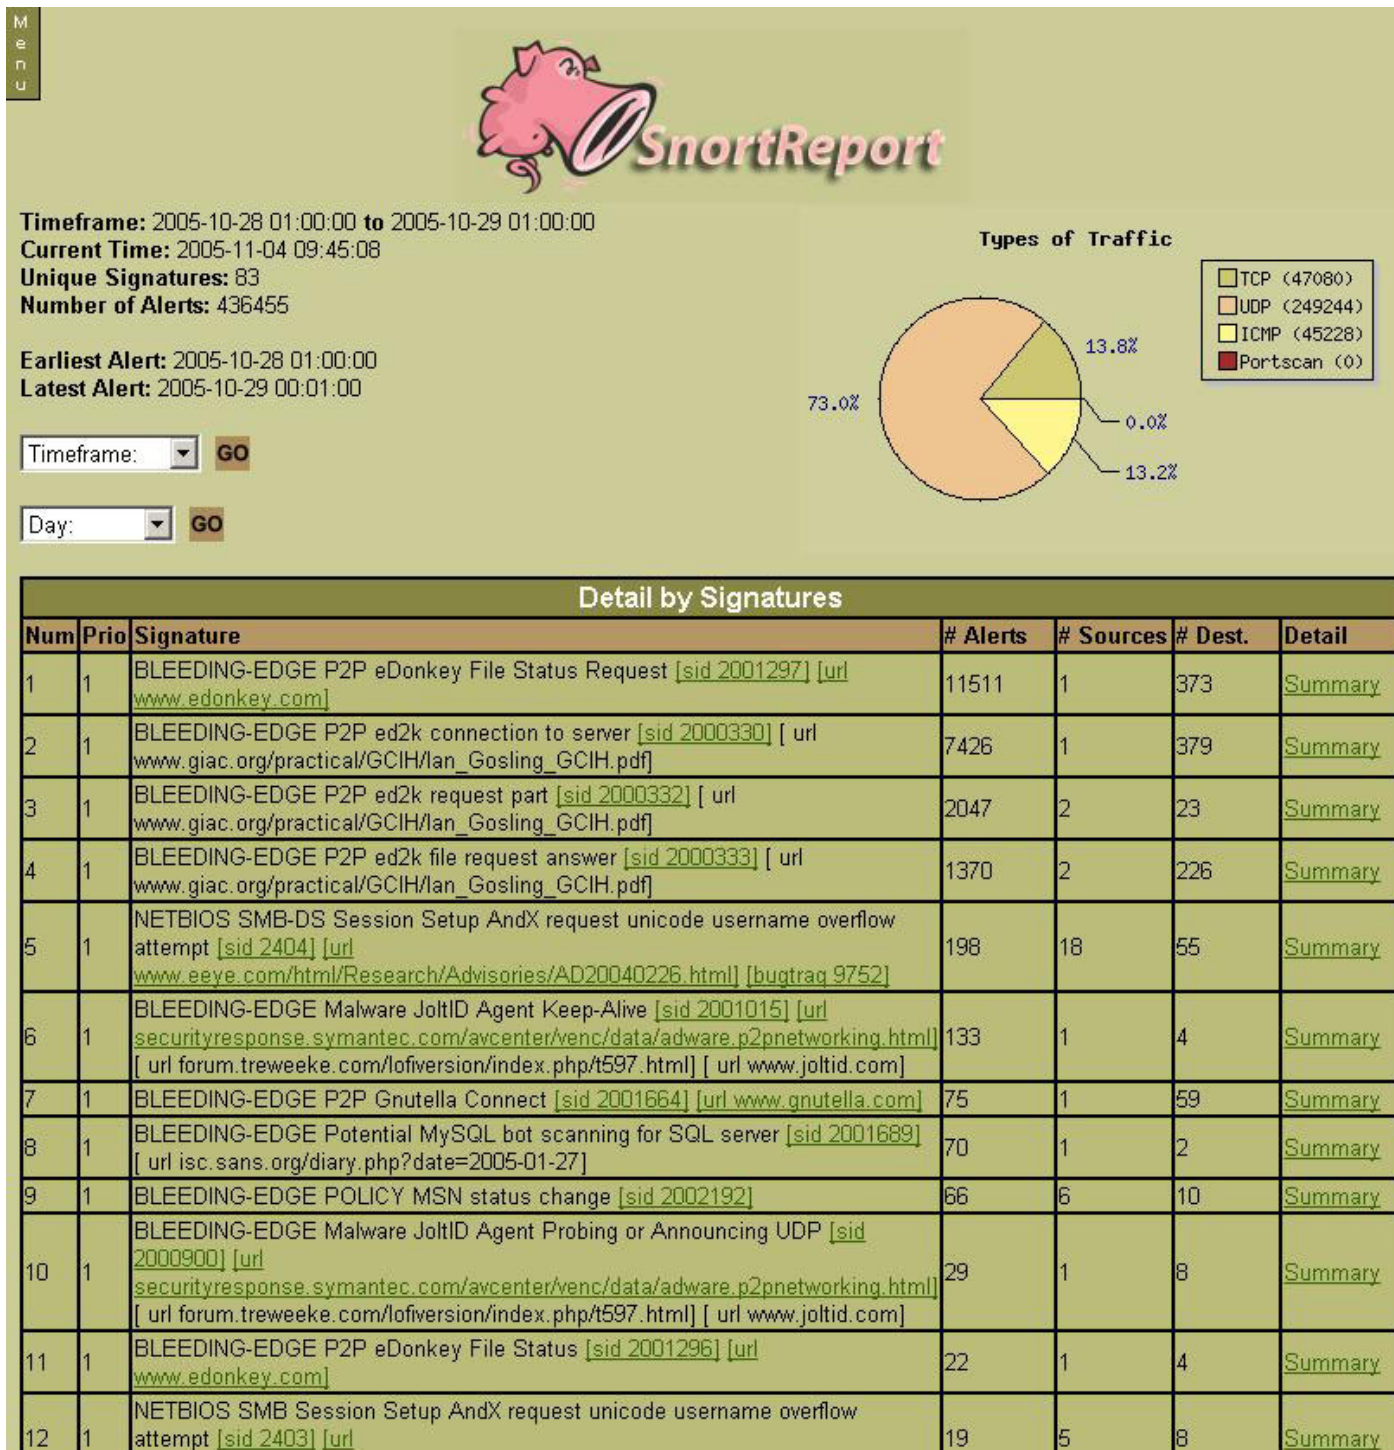 Menu
SnortReport
Timeframe: 2005-10-28 01:00:00 to 2005-10-29 01:00:00
Current Time: 2005-11-04 09:45:08
Unique Signatures: 83
Number of Alerts: 436455
Earliest Alert: 2005-10-28 01:00:00
Latest Alert: 2005-10-29 00:01:00
Timeframe: GO
Day: GO
Types of Traffic
TCP (47080)
UDP (249244)
ICMP (45228)
Portscan (0)
13.8%
73.0%
0.0%
13.2%
Detail by Signatures
Num Prio Signature # Alerts # Sources # Dest. Detail
1 1 BLEEDING-EDGE P2P eDonkey File Status Request [sid 2001297] [url
www.edonkey.com] 11511 1 373 Summary
2 1 BLEEDING-EDGE P2P ed2k connection to server [sid 2000330] [ url
www.giac.org/practical/GCIH/Ian_Gosling_GCIH.pdf] 7426 1 379 Summary
3 1 BLEEDING-EDGE P2P ed2k request part [sid 2000332] [ url
www.giac.org/practical/GCIH/Ian_Gosling_GCIH.pdf] 2047 2 23 Summary
4 1 BLEEDING-EDGE P2P ed2k file request answer [sid 2000333] [ url
www.giac.org/practical/GCIH/Ian_Gosling_GCIH.pdf] 1370 2 226 Summary
5 1 NETBIOS SMB-DS Session Setup AndX request unicode username overflow
attempt [sid 2404] [url
www.eeye.com/html/Research/Advisories/AD20040226.html] [bugtraq 9752] 198 18 55 Summary
6 1 BLEEDING-EDGE Malware JoltID Agent Keep-Alive [sid 2001015] [url
securityresponse.symantec.com/avcenter/venc/data/adware.p2pnetworking.html]
[ url forum.treweeke.com/lofiversion/index.php/t597.html] [ url www.joltid.com] 133 1 4 Summary
7 1 BLEEDING-EDGE P2P Gnutella Connect [sid 2001664] [url www.gnutella.com] 75 1 59 Summary
8 1 BLEEDING-EDGE Potential MySQL bot scanning for SQL server [sid 2001689]
[ url isc.sans.org/diary.php?date=2005-01-27] 70 1 2 Summary
9 1 BLEEDING-EDGE POLICY MSN status change [sid 2002192] 66 6 10 Summary
10 1 BLEEDING-EDGE Malware JoltID Agent Probing or Announcing UDP [sid
2000900] [url
securityresponse.symantec.com/avcenter/venc/data/adware.p2pnetworking.html]
[ url forum.treweeke.com/lofiversion/index.php/t597.html] [ url www.joltid.com] 29 1 8 Summary
11 1 BLEEDING-EDGE P2P eDonkey File Status [sid 2001296] [url
www.edonkey.com] 22 1 4 Summary
12 1 NETBIOS SMB Session Setup AndX request unicode username overflow
attempt [sid 2403] [url 19 5 8 Summary